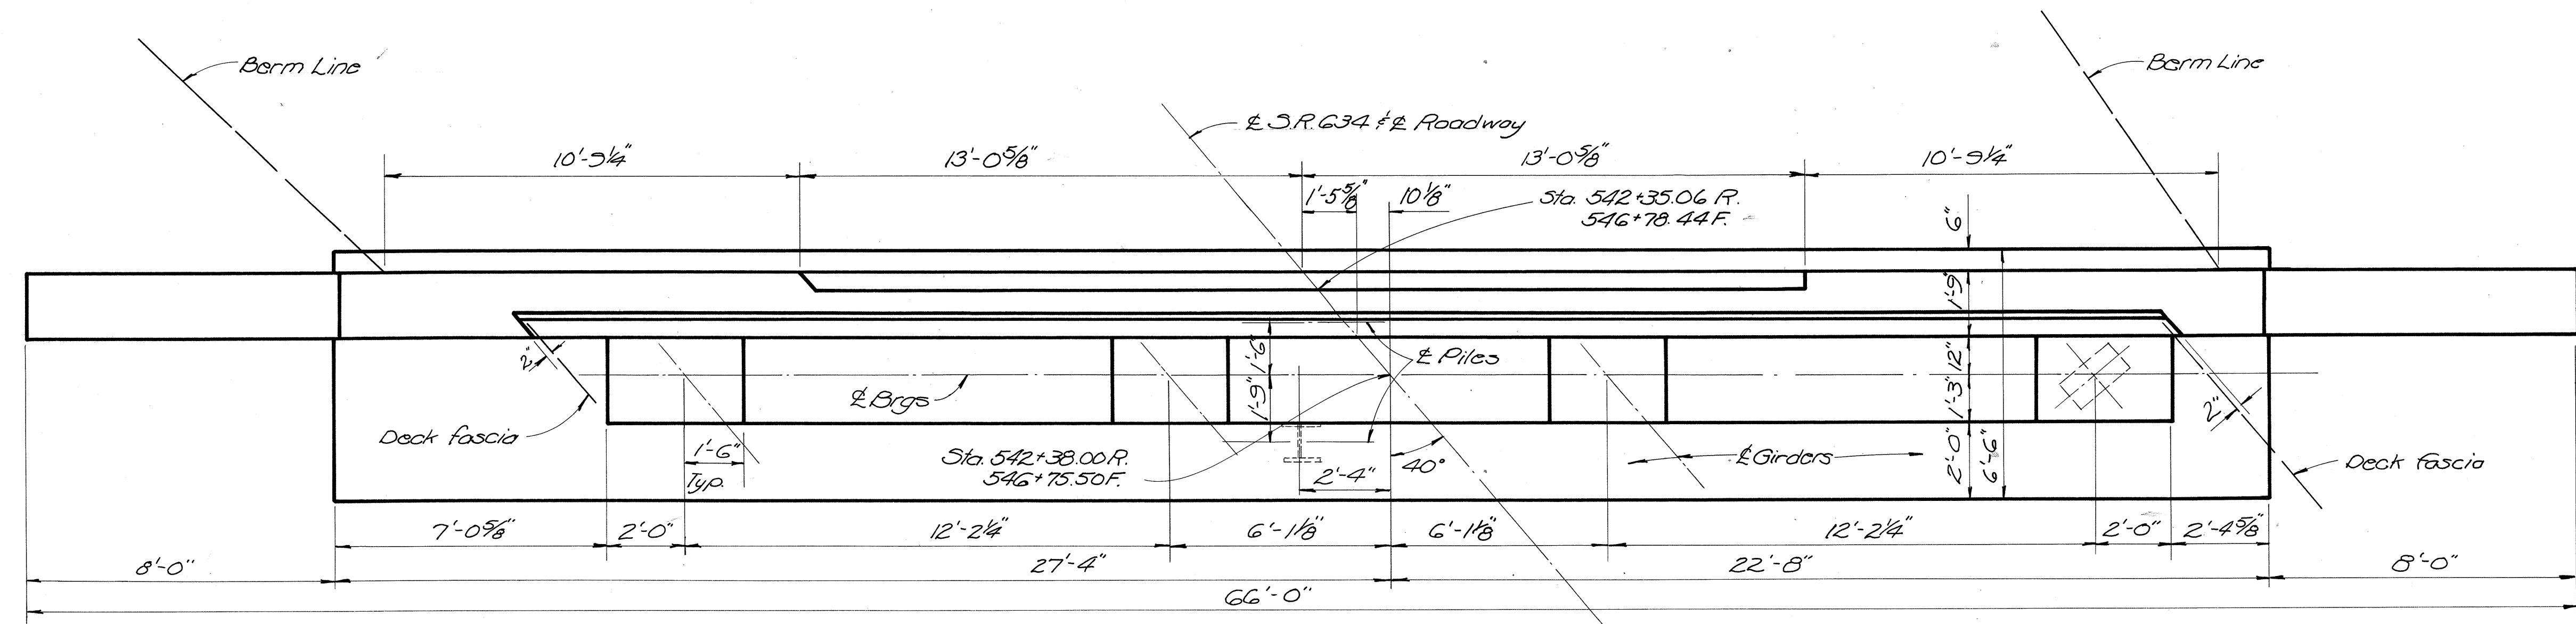 Berm Line
Berm Line
℄ S.R. 634 & ℄ Roadway
10'-9¼"
13'-0⅝"
13'-0⅝"
10'-9¼"
1'-5⅝"
10⅛"
Sta. 542+35.06 R.
546+78.44 F.
6"
1'-9"
2"
1'-6"
℄ Piles
12"
℄ Brgs
1'-9"
1'-3"
2"
Deck fascia
1'-6"
Typ.
Sta. 542+38.00 R.
546+75.50 F.
2'-4"
40°
℄ Girders
2'-0"
6'-6"
Deck fascia
7'-0⅝"
2'-0"
12'-2¼"
6'-1⅛"
6'-1⅛"
12'-2¼"
2'-0"
2'-4⅝"
8'-0"
27'-4"
22'-8"
8'-0"
66'-0"